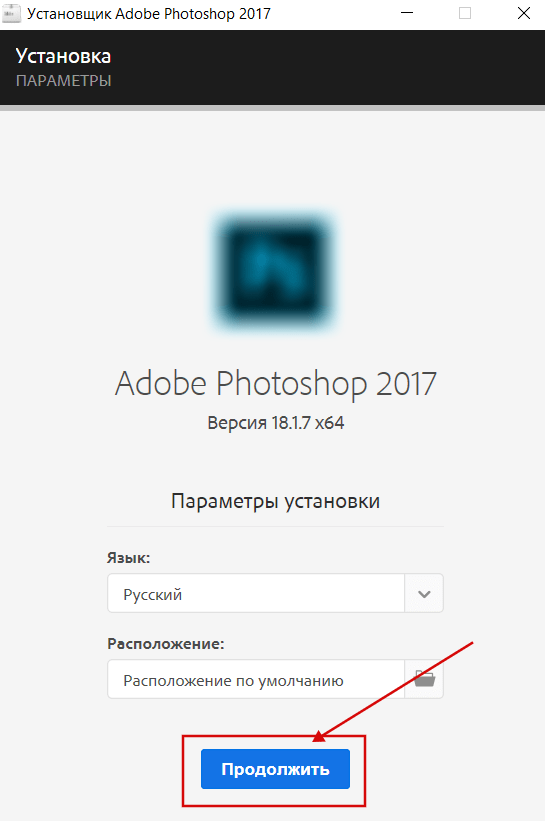 Установщик Adobe Photoshop 2017
Установка
ПАРАМЕТРЫ
Adobe Photoshop 2017
Версия 18.1.7 x64
Параметры установки
Язык:
Русский
Расположение:
Расположение по умолчанию
Продолжить